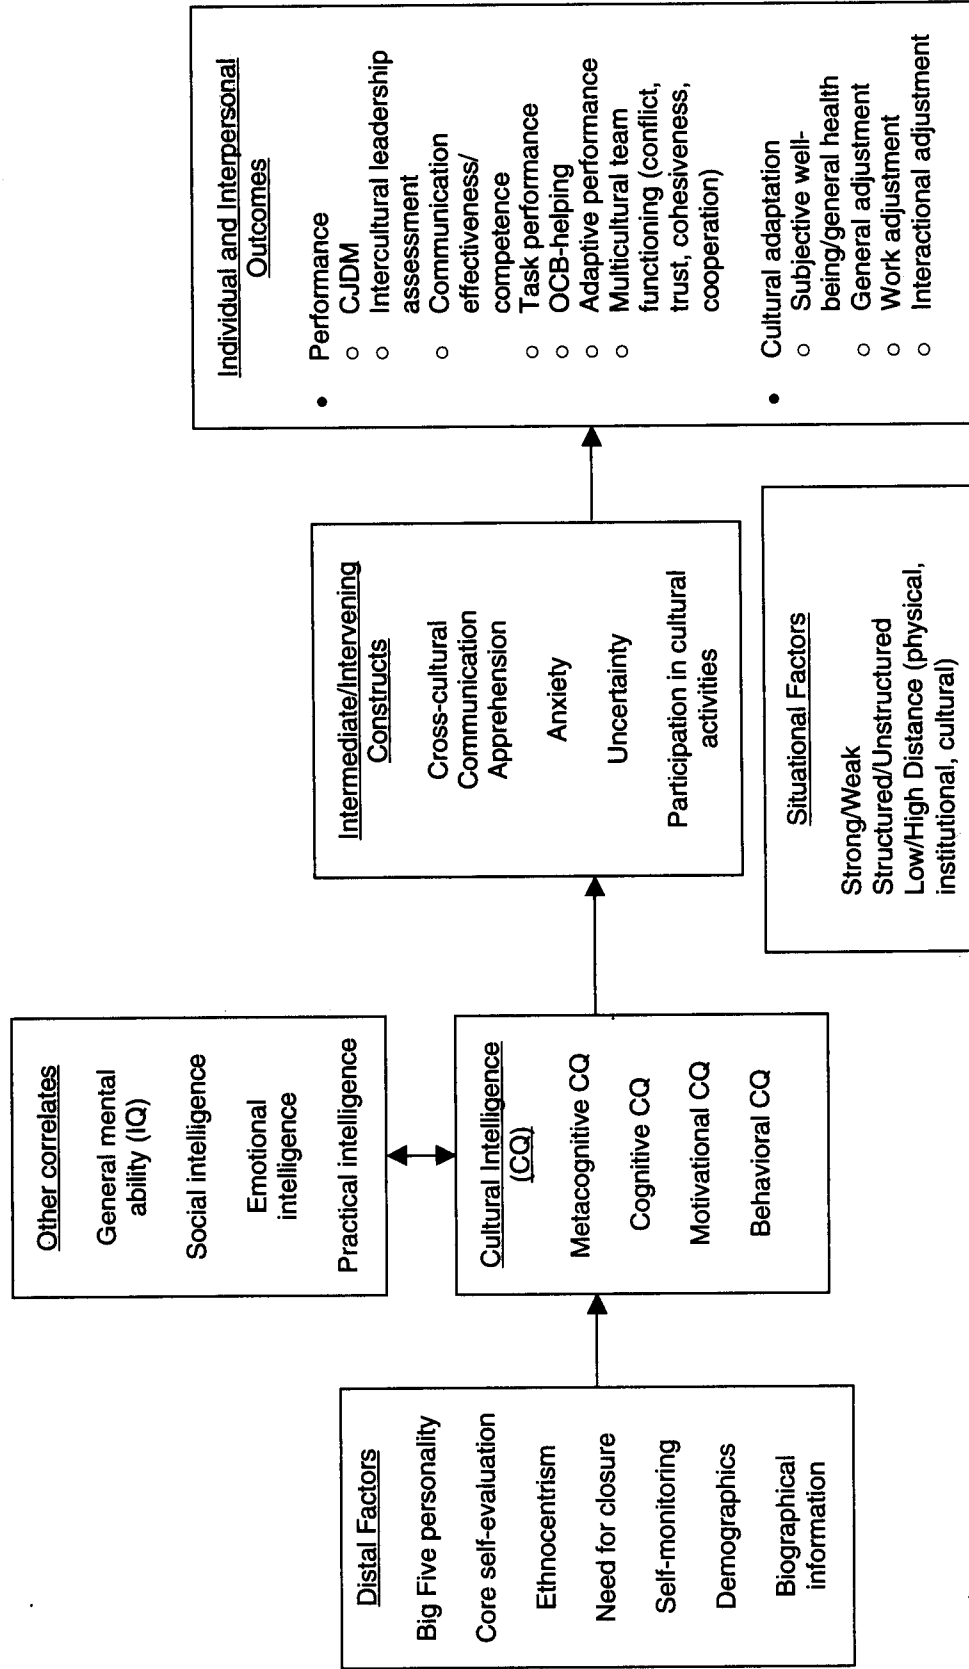 Distal Factors
Big Five personality
Core self-evaluation
Ethnocentrism
Need for closure
Self-monitoring
Demographics
Biographical
information
Other correlates
General mental
ability (IQ)
Social intelligence
Emotional
intelligence
Practical intelligence
Cultural Intelligence
(CQ)
Metacognitive CQ
Cognitive CQ
Motivational CQ
Behavioral CQ
Intermediate/Intervening
Constructs
Cross-cultural
Communication
Apprehension
Anxiety
Uncertainty
Participation in cultural
activities
Situational Factors
Strong/Weak
Structured/Unstructured
Low/High Distance (physical,
institutional, cultural)
Individual and Interpersonal
Outcomes
• Performance
○ CJDM
○ Intercultural leadership
assessment
○ Communication
effectiveness/
competence
○ Task performance
○ OCB-helping
○ Adaptive performance
○ Multicultural team
functioning (conflict,
trust, cohesiveness,
cooperation)
• Cultural adaptation
○ Subjective well-
being/general health
○ General adjustment
○ Work adjustment
○ Interactional adjustment